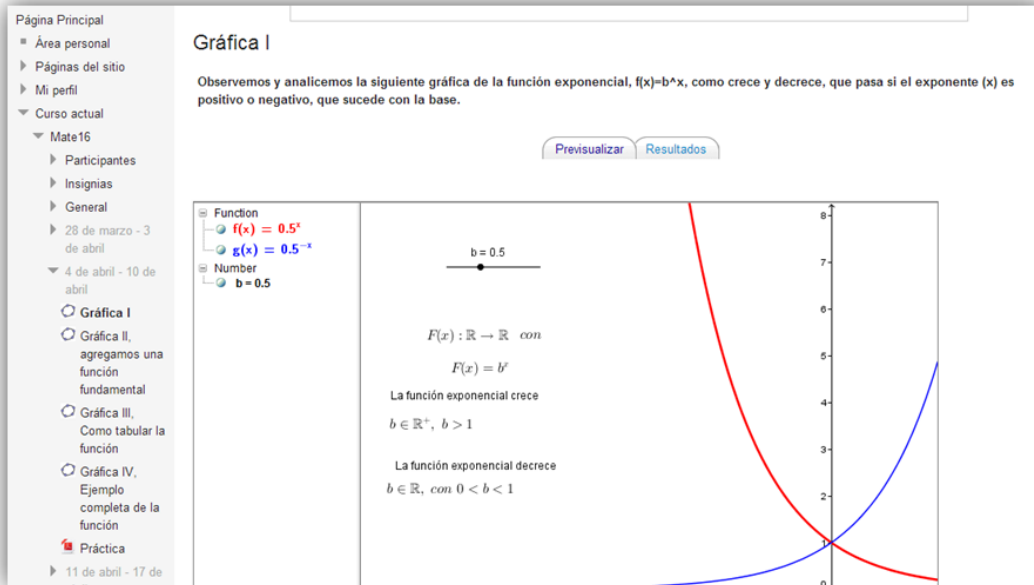 Página Principal
Área personal
Páginas del sitio
Mi perfil
Curso actual
Mate16
Participantes
Insignias
General
28 de marzo - 3
de abril
4 de abril - 10 de
abril
Gráfica I
Gráfica II,
agregamos una
función
fundamental
Gráfica III,
Como tabular la
función
Gráfica IV,
Ejemplo
completa de la
función
Práctica
11 de abril - 17 de
Gráfica I
Observemos y analicemos la siguiente gráfica de la función exponencial, f(x)=b^x, como crece y decrece, que pasa si el exponente (x) es
positivo o negativo, que sucede con la base.
Previsualizar
Resultados
Function
f(x) = 0.5ˣ
g(x) = 0.5⁻ˣ
Number
b = 0.5
b = 0.5
F(x) : ℝ → ℝ con
F(x) = bˣ
La función exponencial crece
b ∈ ℝ⁺, b > 1
La función exponencial decrece
b ∈ ℝ, con 0 < b < 1
8
7
6
5
4
3
2
1
0